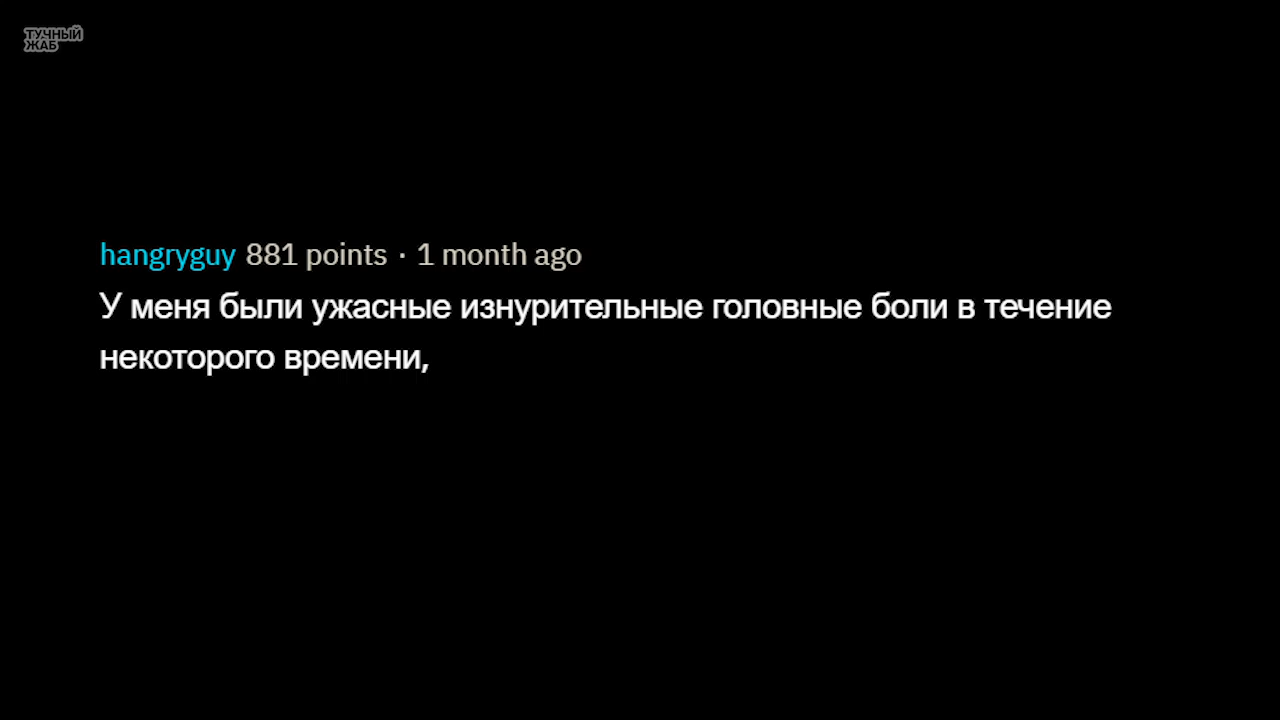 ТУЧНЫЙ
ЖАБ
hangryguy 881 points · 1 month ago
У меня были ужасные изнурительные головные боли в течение
некоторого времени,